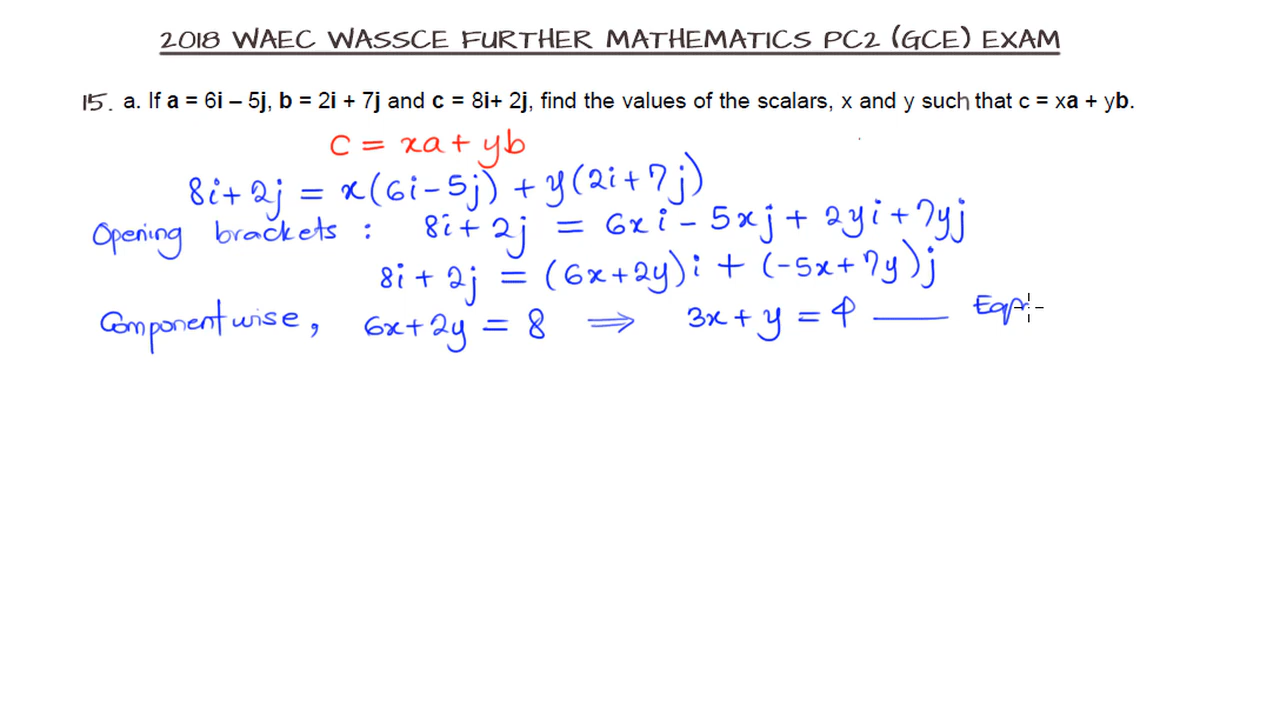 2018 WAEC WASSCE FURTHER MATHEMATICS PC2 (GCE) EXAM
15. a. If a = 6i – 5j, b = 2i + 7j and c = 8i+ 2j, find the values of the scalars, x and y such that c = xa + yb.
c = xa + yb
8i + 2j = x(6i - 5j) + y(2i + 7j)
Opening brackets : 8i + 2j = 6xi - 5xj + 2yi + 7yj
8i + 2j = (6x+2y)i + (-5x+7y)j
Componentwise, 6x+2y = 8 ⇒ 3x + y = 4 —— Eqn